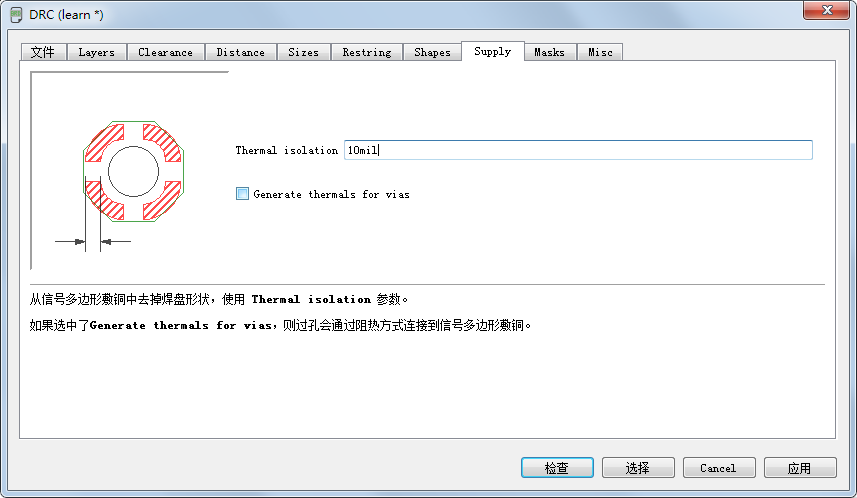 DRC (learn *)
文件 Layers Clearance Distance Sizes Restring Shapes Supply Masks Misc
Thermal isolation 10mil
Generate thermals for vias
从信号多边形敷铜中去掉焊盘形状，使用 Thermal isolation 参数。
如果选中了Generate thermals for vias，则过孔会通过阻热方式连接到信号多边形敷铜。
检查 选择 Cancel 应用